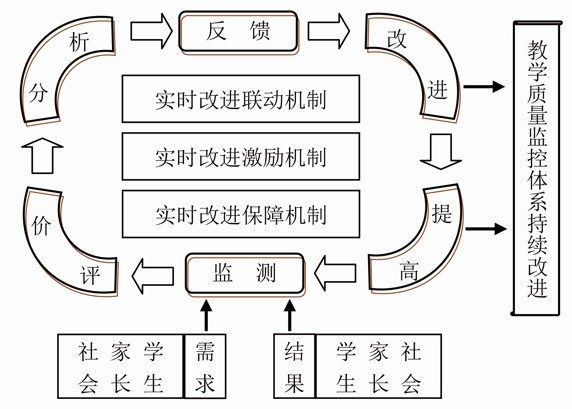 分析
反馈
改进
实时改进联动机制
实时改进激励机制
实时改进保障机制
评价
监测
提高
教学质量监控体系持续改进
社会
家长
学生
需求
结果
学生
家长
社会